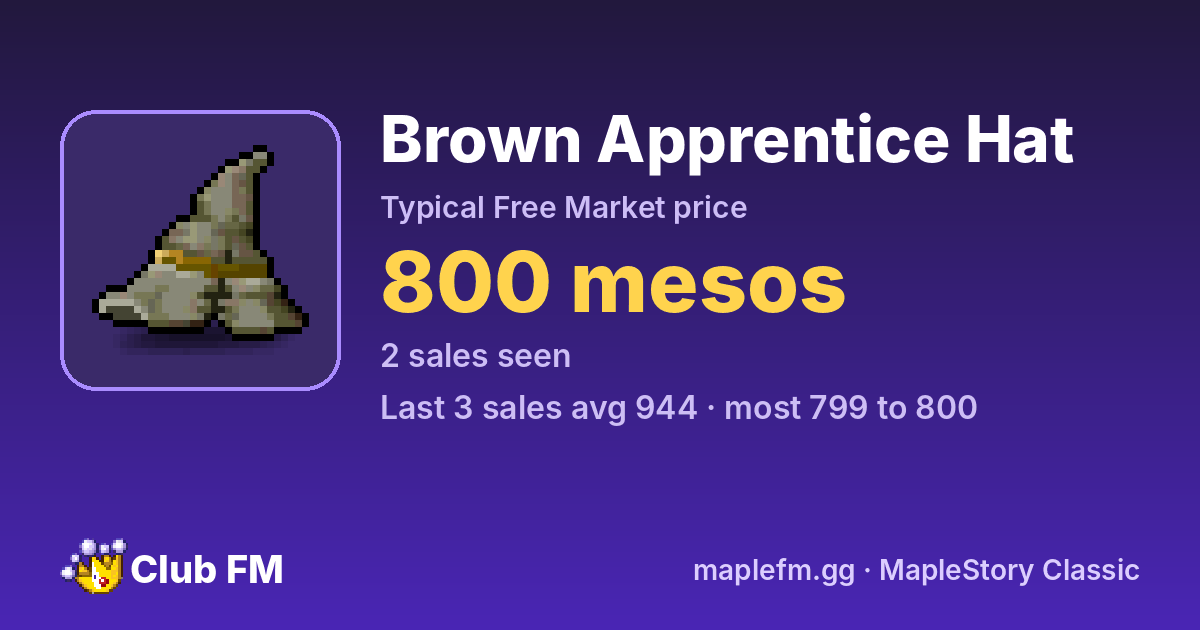 Brown Apprentice Hat
Typical Free Market price
800 mesos
2 sales seen
Last 3 sales avg 944 · most 799 to 800
Club FM
maplefm.gg · MapleStory Classic